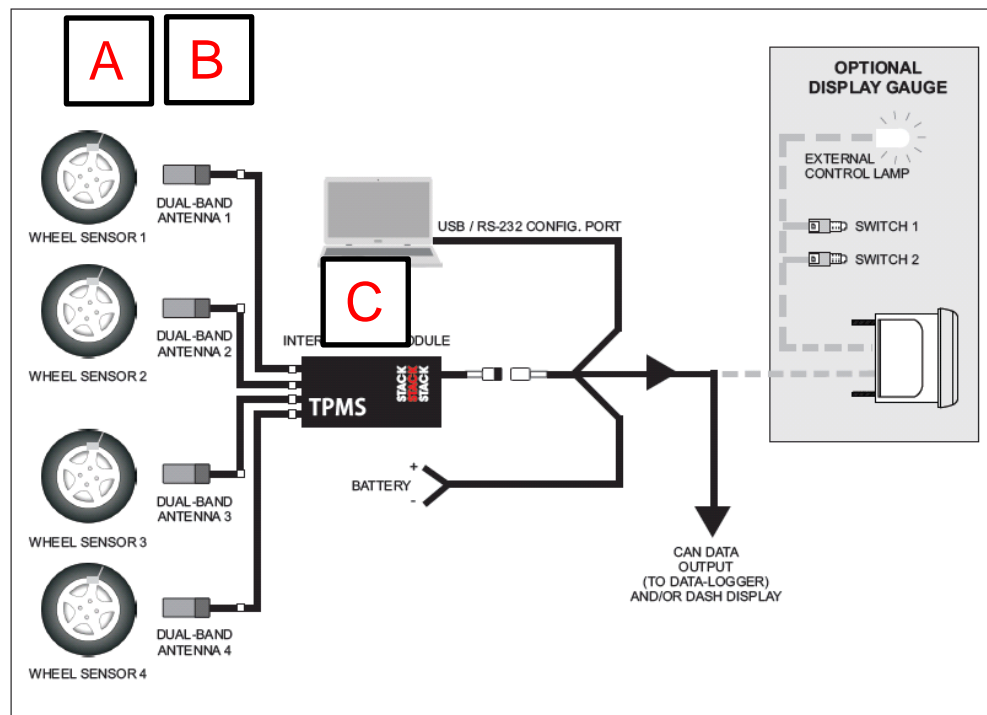 A
B
C
OPTIONAL
DISPLAY GAUGE
EXTERNAL
CONTROL LAMP
SWITCH 1
SWITCH 2
WHEEL SENSOR 1
DUAL-BAND
ANTENNA 1
USB / RS-232 CONFIG. PORT
WHEEL SENSOR 2
DUAL-BAND
ANTENNA 2
TPMS
STACK
STACK
STACK
WHEEL SENSOR 3
DUAL-BAND
ANTENNA 3
BATTERY
+
-
WHEEL SENSOR 4
DUAL-BAND
ANTENNA 4
CAN DATA
OUTPUT
(TO DATA-LOGGER)
AND/OR DASH DISPLAY